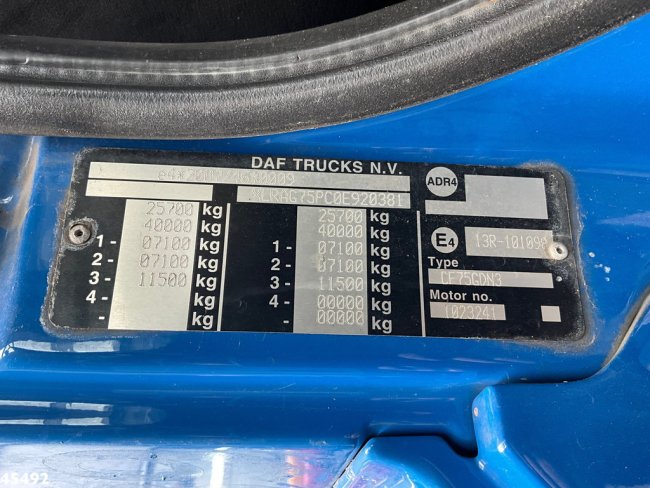 DAF TRUCKS N.V.
ADR4
XLRAG75PC0E920381
25700 kg 25700 kg
40000 kg 40000 kg
E4 13R-101098
1- 07100 kg 1- 07100 kg
2- 07100 kg 2- 07100 kg
Type
3- 11500 kg 3- 11500 kg
CF75GDN3
4- kg 4- 00000 kg
Motor no.
- kg - 00000 kg
1023241
45492